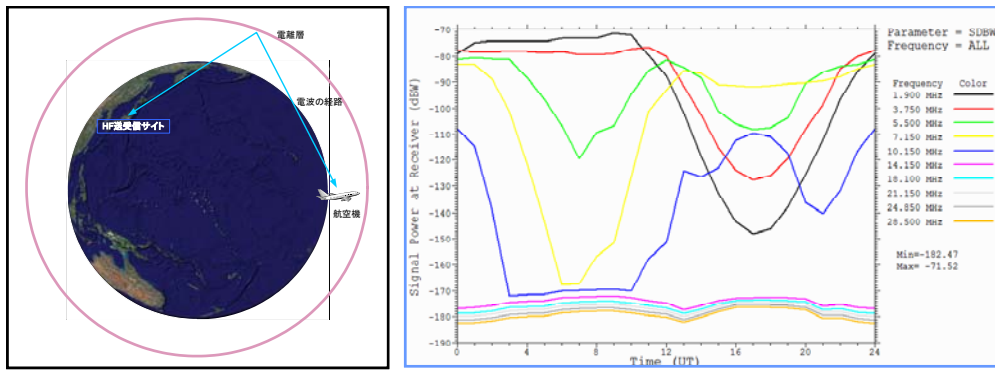 電離層
電波の経路
HF送受信サイト
航空機
Parameter = SDBW
Frequency = ALL
Frequency Color
1.900 MHz
3.750 MHz
5.500 MHz
7.150 MHz
10.150 MHz
14.150 MHz
18.100 MHz
21.150 MHz
24.850 MHz
28.500 MHz
Min=-182.47
Max= -71.52
Signal Power at Receiver (dBW)
-70
-80
-90
-100
-110
-120
-130
-140
-150
-160
-170
-180
-190
0 4 8 12 16 20 24
Time (UT)